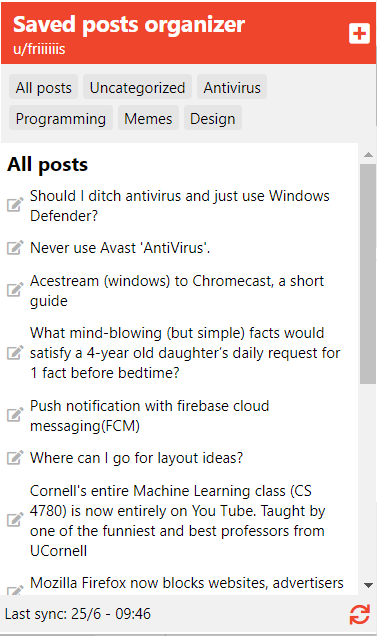 Saved posts organizer
u/friiiiiis
All posts Uncategorized Antivirus
Programming Memes Design
All posts
Should I ditch antivirus and just use Windows
Defender?
Never use Avast 'AntiVirus'.
Acestream (windows) to Chromecast, a short
guide
What mind-blowing (but simple) facts would
satisfy a 4-year old daughter's daily request for
1 fact before bedtime?
Push notification with firebase cloud
messaging(FCM)
Where can I go for layout ideas?
Cornell's entire Machine Learning class (CS
4780) is now entirely on You Tube. Taught by
one of the funniest and best professors from
UCornell
Mozilla Firefox now blocks websites, advertisers
Last sync: 25/6 - 09:46